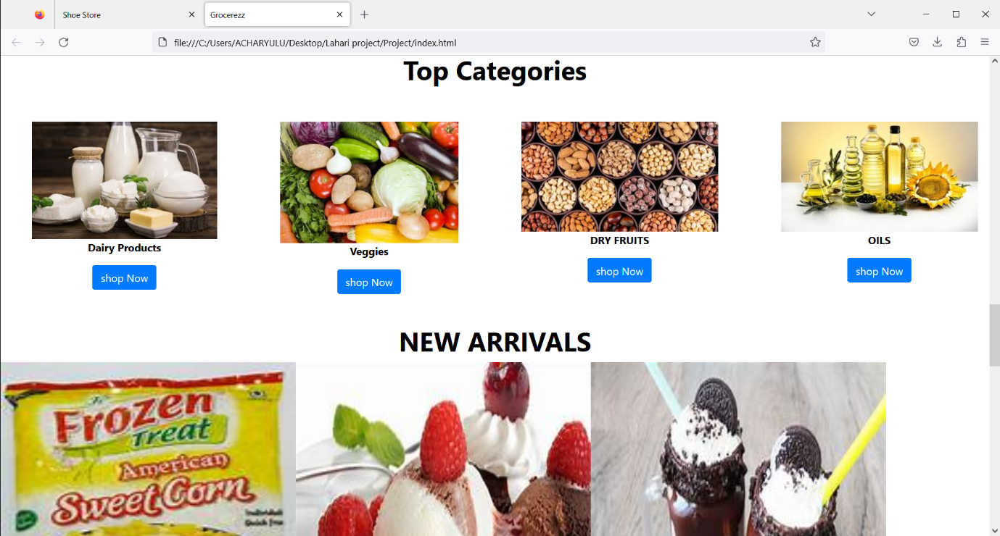 Shoe Store
Grocerezz
file:///C:/Users/ACHARYULU/Desktop/Lahari project/Project/index.html
Top Categories
Dairy Products
Veggies
DRY FRUITS
OILS
shop Now
shop Now
shop Now
shop Now
NEW ARRIVALS
Frozen
Treat
American
Sweet Corn